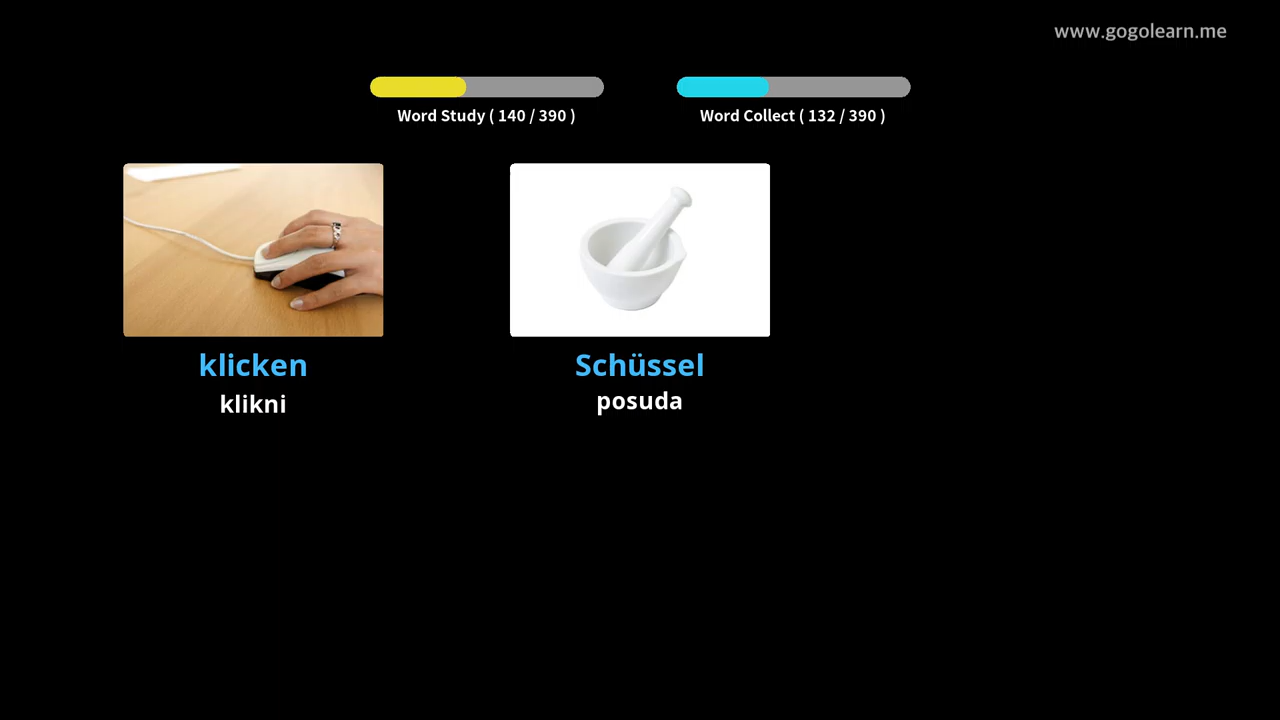 www.gogolearn.me
Word Study ( 140 / 390 )
Word Collect ( 132 / 390 )
klicken
klikni
Schüssel
posuda